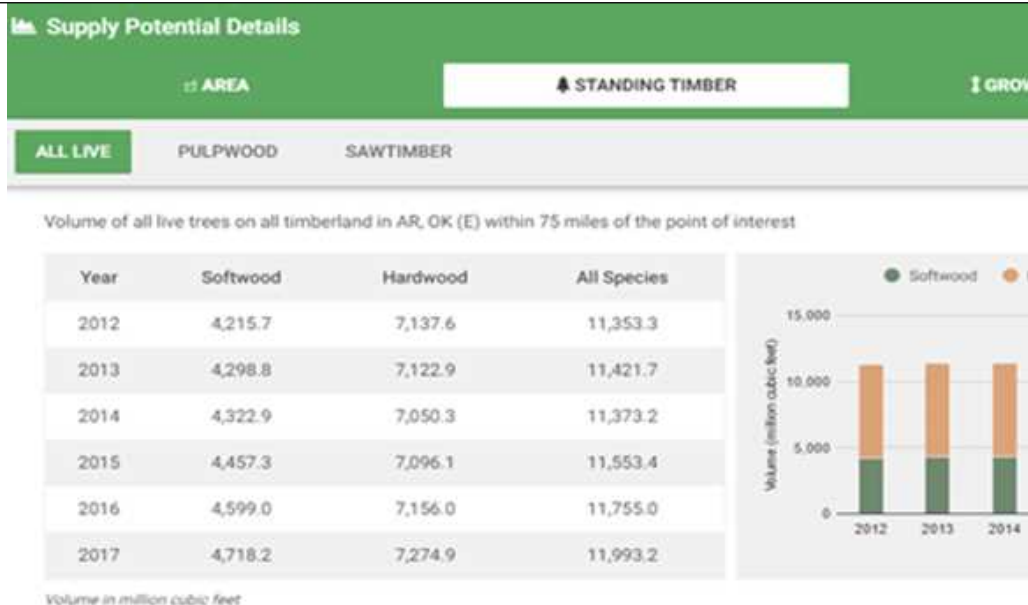 Supply Potential Details
AREA STANDING TIMBER GROW
ALL LIVE PULPWOOD SAWTIMBER
Volume of all live trees on all timberland in AR, OK (E) within 75 miles of the point of interest
Year Softwood Hardwood All Species
2012 4,215.7 7,137.6 11,353.3
2013 4,298.8 7,122.9 11,421.7
2014 4,322.9 7,050.3 11,373.2
2015 4,457.3 7,096.1 11,553.4
2016 4,599.0 7,156.0 11,755.0
2017 4,718.2 7,274.9 11,993.2
Volume in million cubic feet
Softwood
Volume (million cubic feet)
15,000
10,000
5,000
0
2012 2013 2014